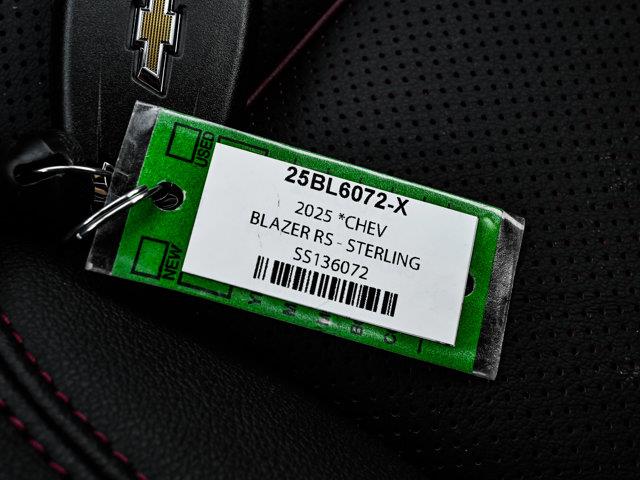 USED
25BL6072-X
2025 *CHEV
BLAZER RS - STERLING
SS136072
NEW